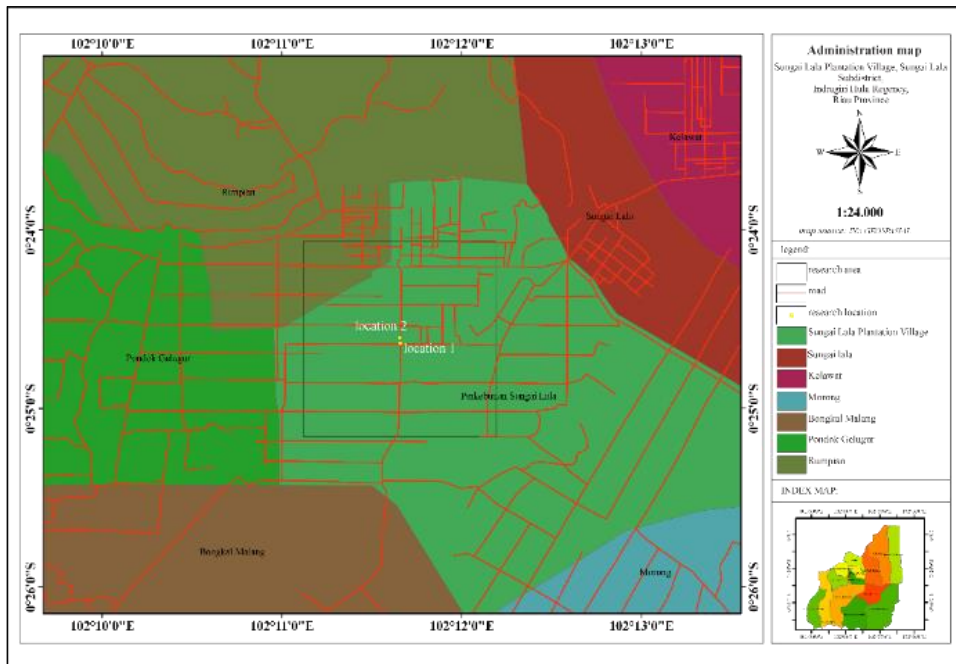 102°10'0"E 102°11'0"E 102°12'0"E 102°13'0"E
0°24'0"S 0°24'0"S
0°25'0"S 0°25'0"S
0°26'0"S 0°26'0"S
Kelawat
Rimpian
Sungai Lala
location 2
location 1
Pondok Gelugur
Perkebunan Sungai Lala
Bongkal Malang
Morong
102°10'0"E 102°11'0"E 102°12'0"E 102°13'0"E
Administration map
Sungai Lala Plantation Village, Sungai Lala
Subdistrict,
Indragiri Hulu Regency,
Riau Province
N
W E
S
1:24.000
map source:
legend:
research area
road
research location
Sungai Lala Plantation Village
Sungai lala
Kelawat
Morong
Bongkal Malang
Pondok Gelugur
Rumpian
INDEX MAP: